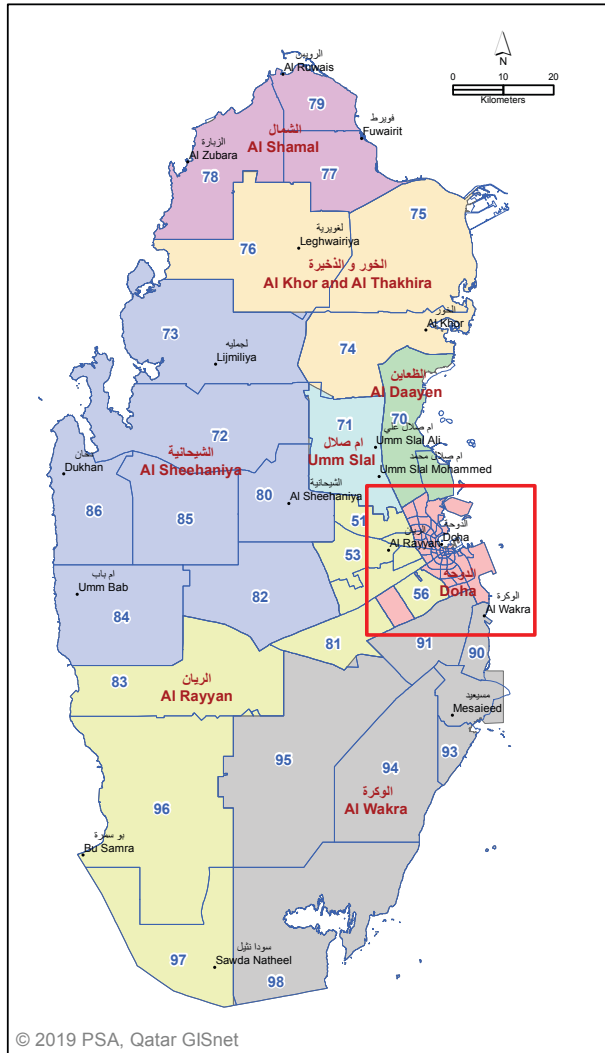 الرويس
Al Ruwais
N
0 10 20
Kilometers
79
فويرط
Fuwairit
الشمال
Al Shamal
الزبارة
Al Zubara
78
77
75
76
لغويرية
Leghwairiya
الخور و الذخيرة
Al Khor and Al Thakhira
73
لجميليه
Lijmiliya
74
الخور
Al Khor
الظعاين
Al Daayen
70
71
ام صلال علي
Umm Slal Ali
ام صلال
Umm Slal
ام صلال محمد
Umm Slal Mohammed
72
الشيحانية
Al Sheehaniya
دخان
Dukhan
86
85
80
الشيحانية
Al Sheehaniya
51
الدوحة
Doha
الريان
Al Rayyan
53
الدوحة
Doha
56
الوكرة
Al Wakra
ام باب
Umm Bab
84
82
81
91
90
83
الريان
Al Rayyan
مسيعيد
Mesaieed
93
95
94
الوكرة
Al Wakra
96
بو سمرة
Bu Samra
97
سودا نثيل
Sawda Natheel
98
© 2019 PSA, Qatar GISnet